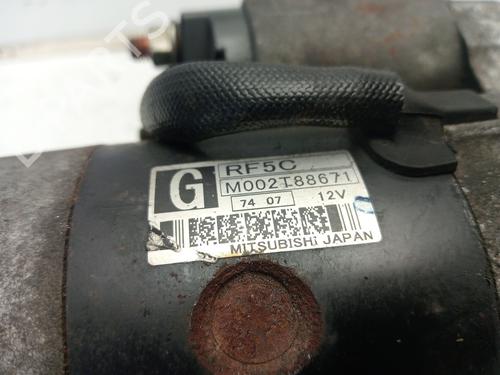 G
RF5C
M002T88671
74 07 12V
MITSUBISHI JAPAN